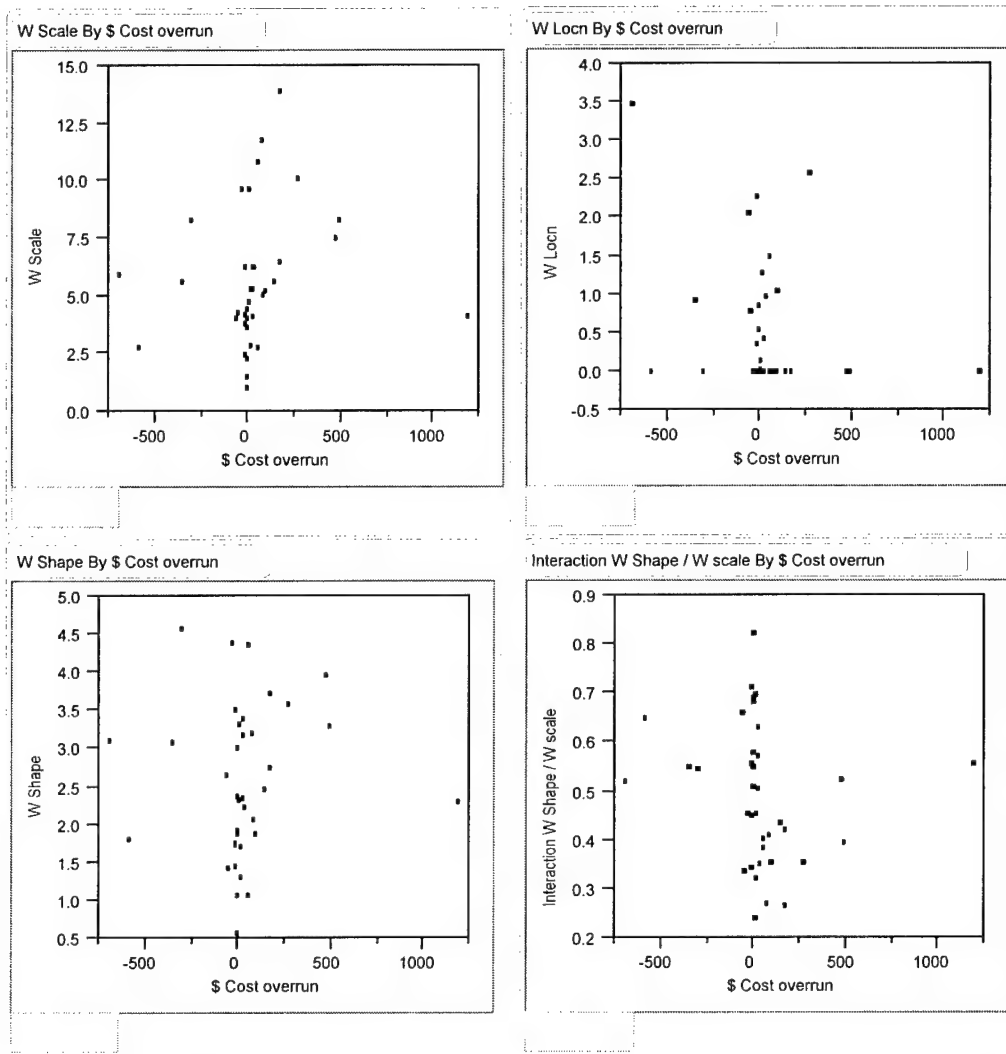 W Scale By $ Cost overrun
15.0
12.5
10.0
7.5
5.0
2.5
0.0
W Scale
-500 0 500 1000
$ Cost overrun
W Locn By $ Cost overrun
4.0
3.5
3.0
2.5
2.0
1.5
1.0
0.5
0.0
-0.5
W Locn
-500 0 500 1000
$ Cost overrun
W Shape By $ Cost overrun
5.0
4.5
4.0
3.5
3.0
2.5
2.0
1.5
1.0
0.5
W Shape
-500 0 500 1000
$ Cost overrun
Interaction W Shape / W scale By $ Cost overrun
0.9
0.8
0.7
0.6
0.5
0.4
0.3
0.2
Interaction W Shape / W scale
-500 0 500 1000
$ Cost overrun